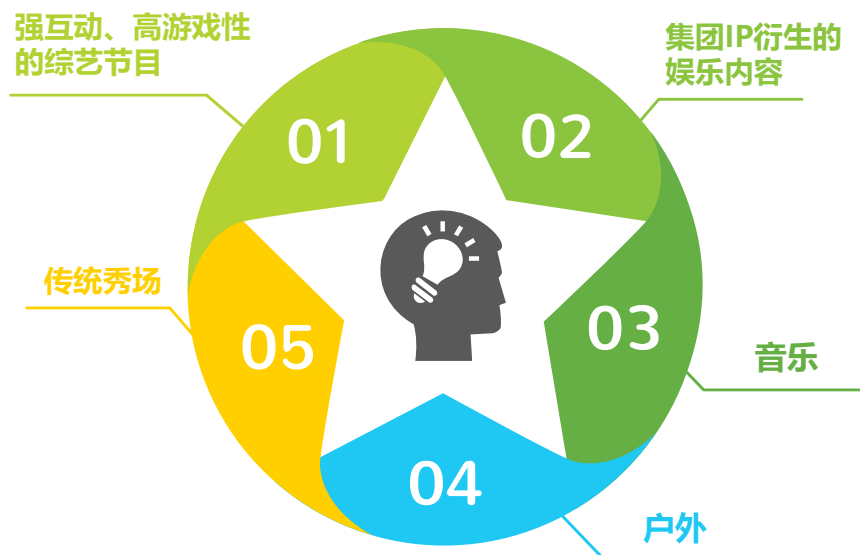 强互动、高游戏性
的综艺节目
01
集团IP衍生的
娱乐内容
02
03
音乐
04
户外
传统秀场
05